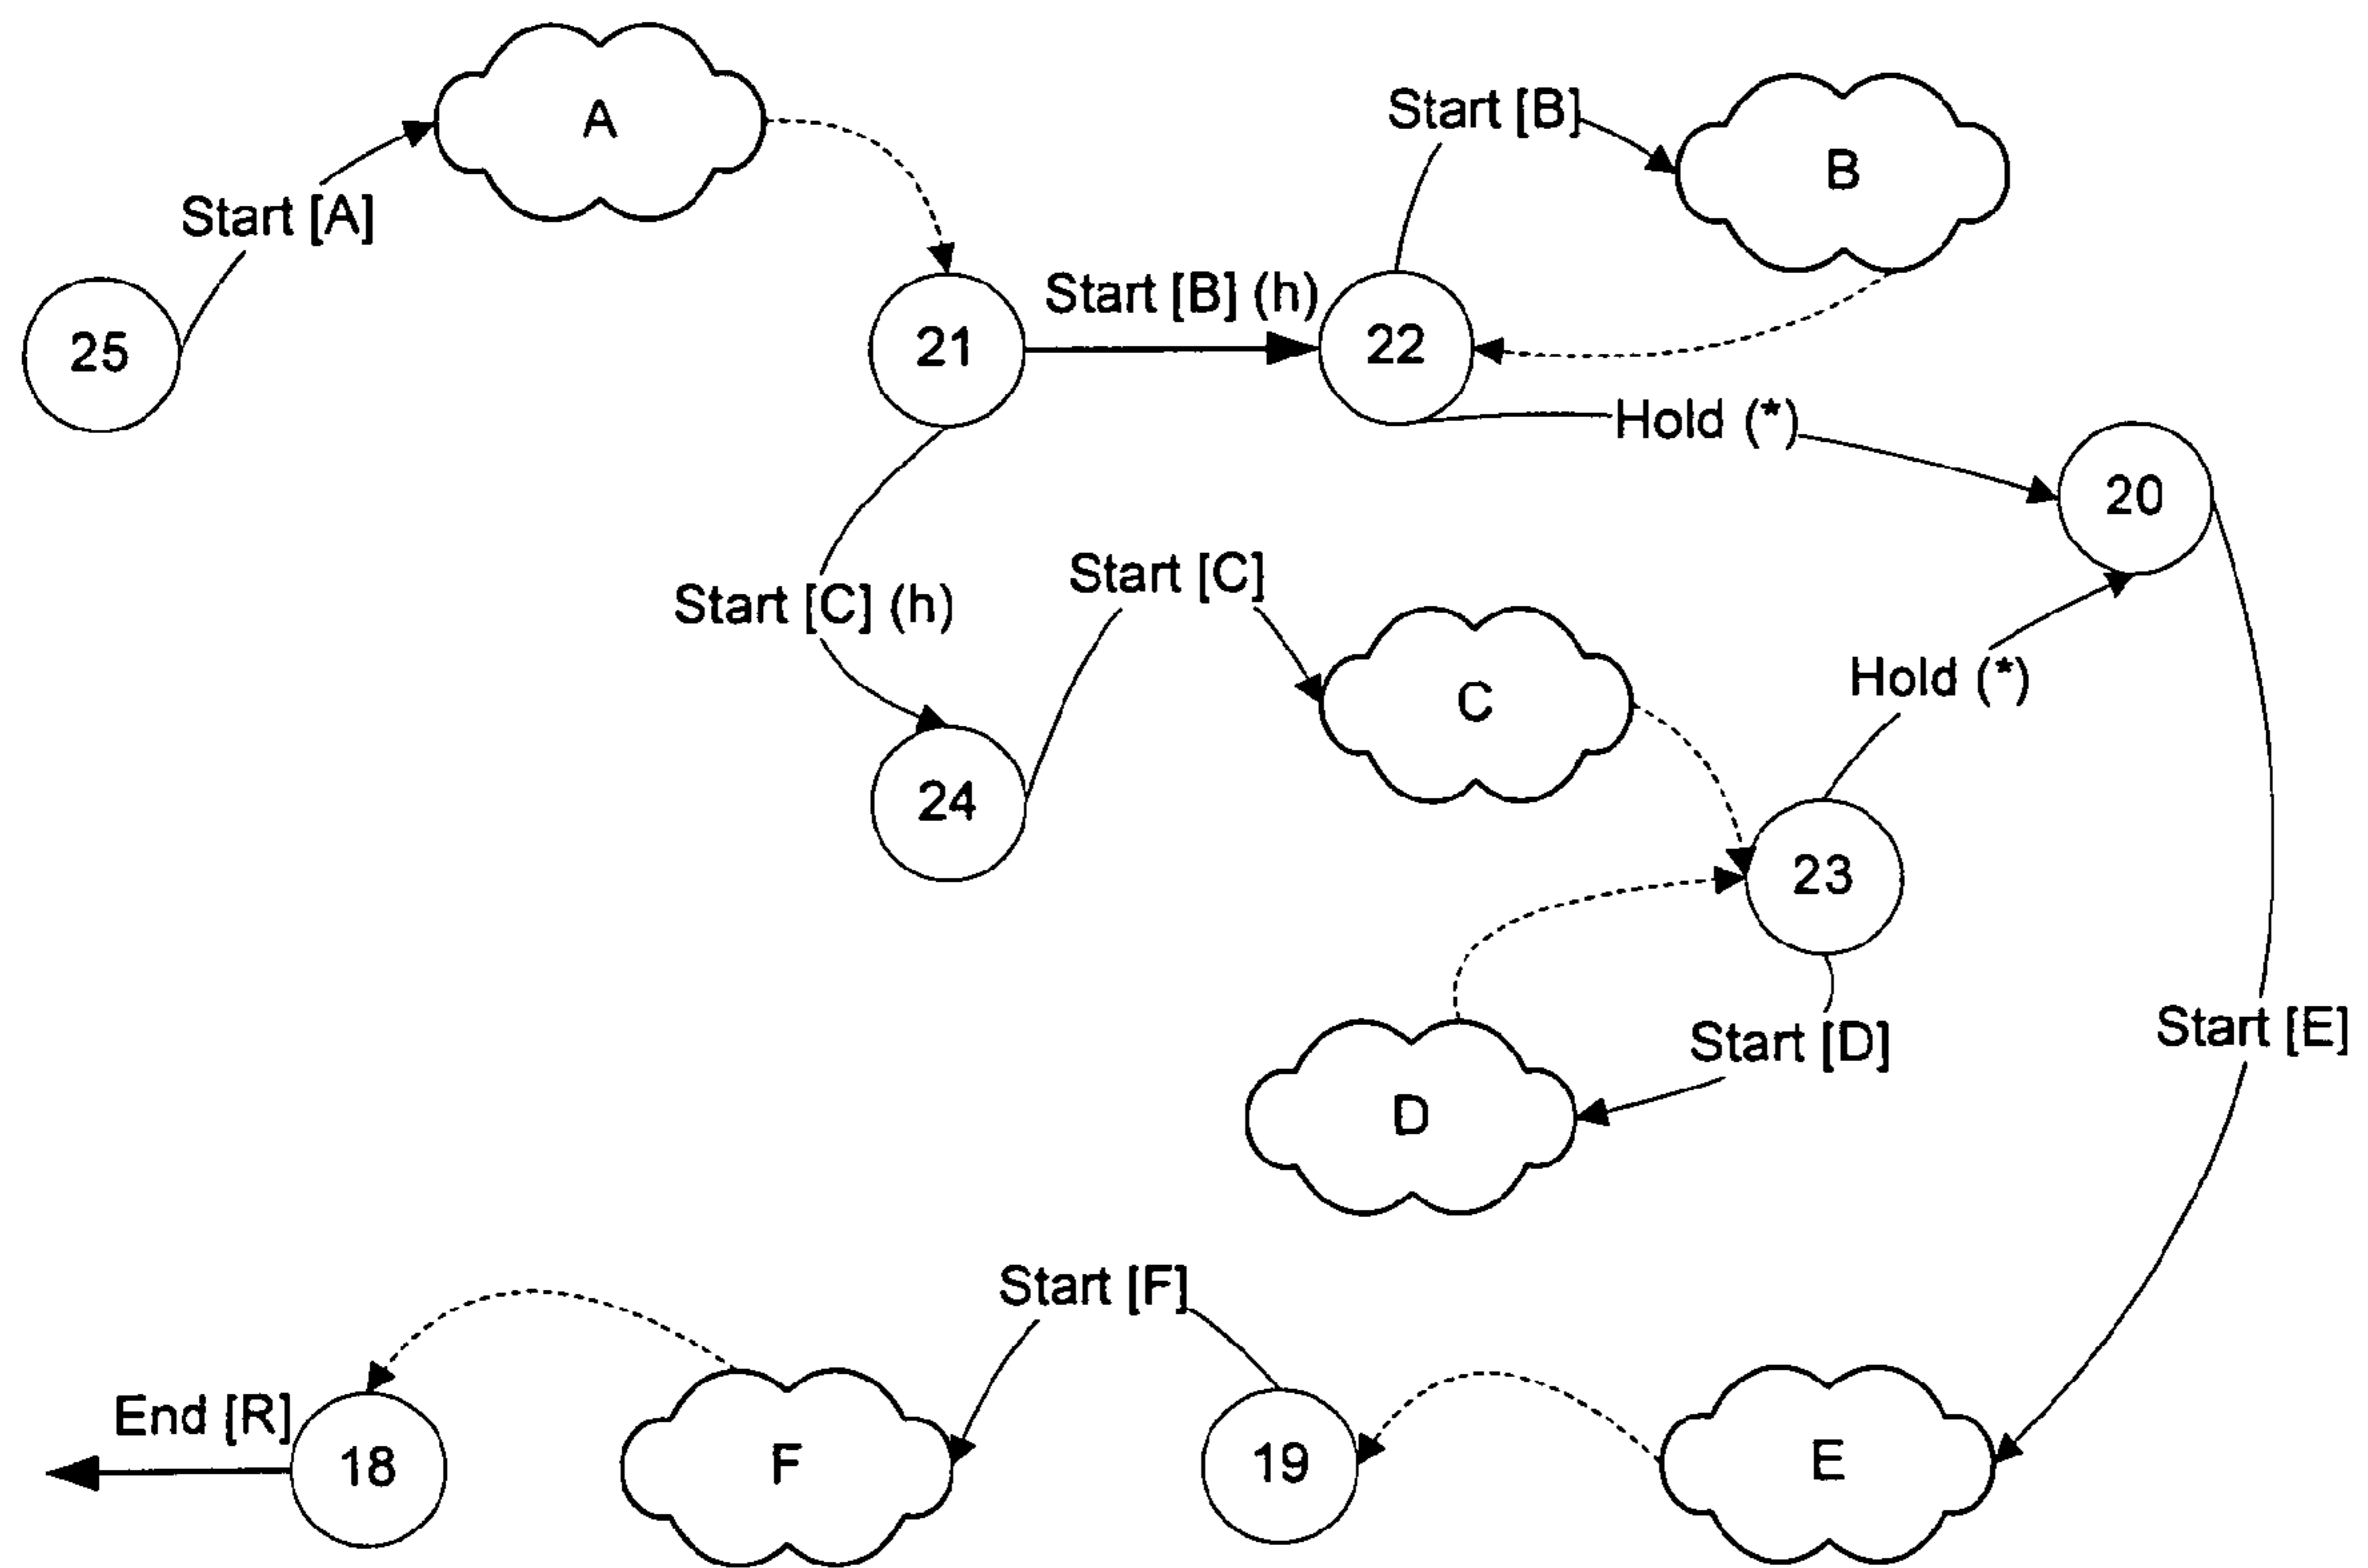 A
Start [B]
B
Start [A]
25
21
Start [B] (h)
22
Hold (*)
20
Start [C] (h)
Start [C]
C
Hold (*)
24
23
Start [D]
Start [E]
D
Start [F]
End [R]
18
F
19
E